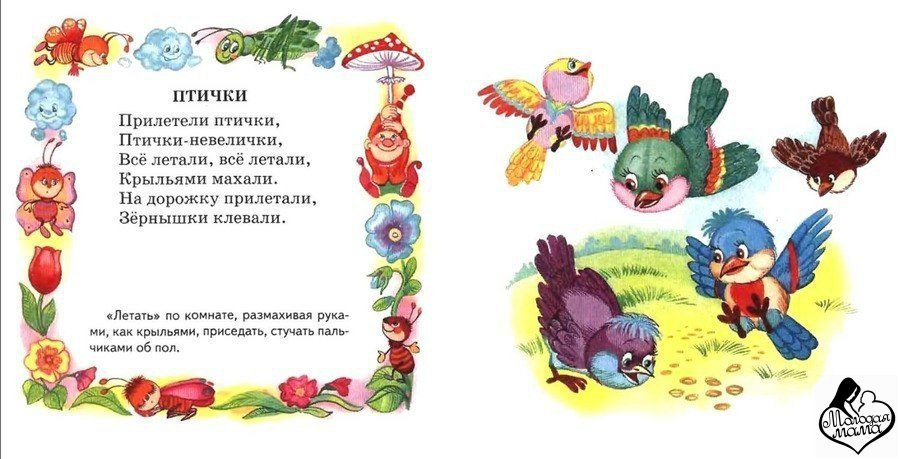 ПТИЧКИ
Прилетели птички,
Птички-невелички,
Всё летали, всё летали,
Крыльями махали.
На дорожку прилетали,
Зёрнышки клевали.
«Летать» по комнате, размахивая рука-
ми, как крыльями, приседать, стучать паль-
чиками об пол.
Молодая
мама